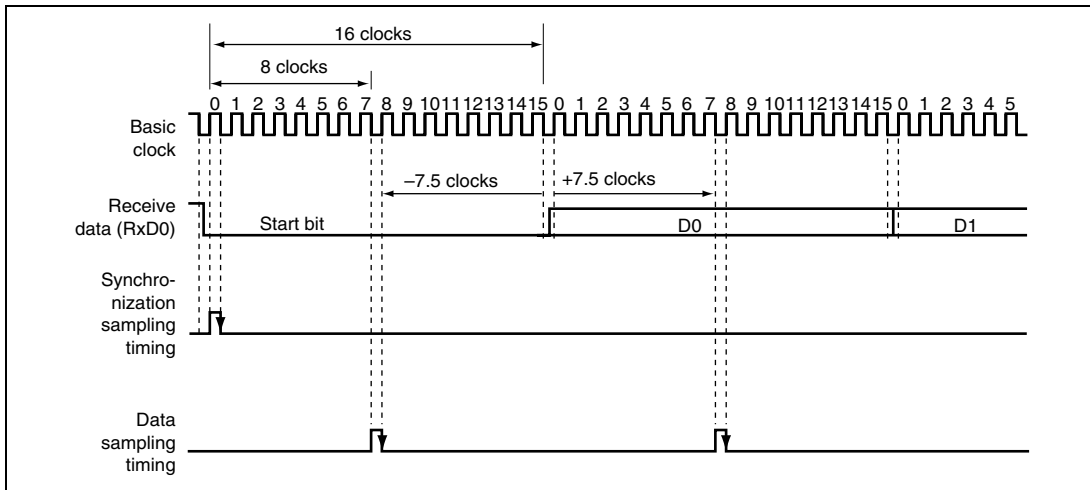 16 clocks
8 clocks
0 1 2 3 4 5 6 7 8 9 10 11 12 13 14 15 0 1 2 3 4 5 6 7 8 9 10 11 12 13 14 15 0 1 2 3 4 5
Basic
clock
–7.5 clocks
+7.5 clocks
Receive
data (RxD0)
Start bit
D0
D1
Synchro-
nization
sampling
timing
Data
sampling
timing